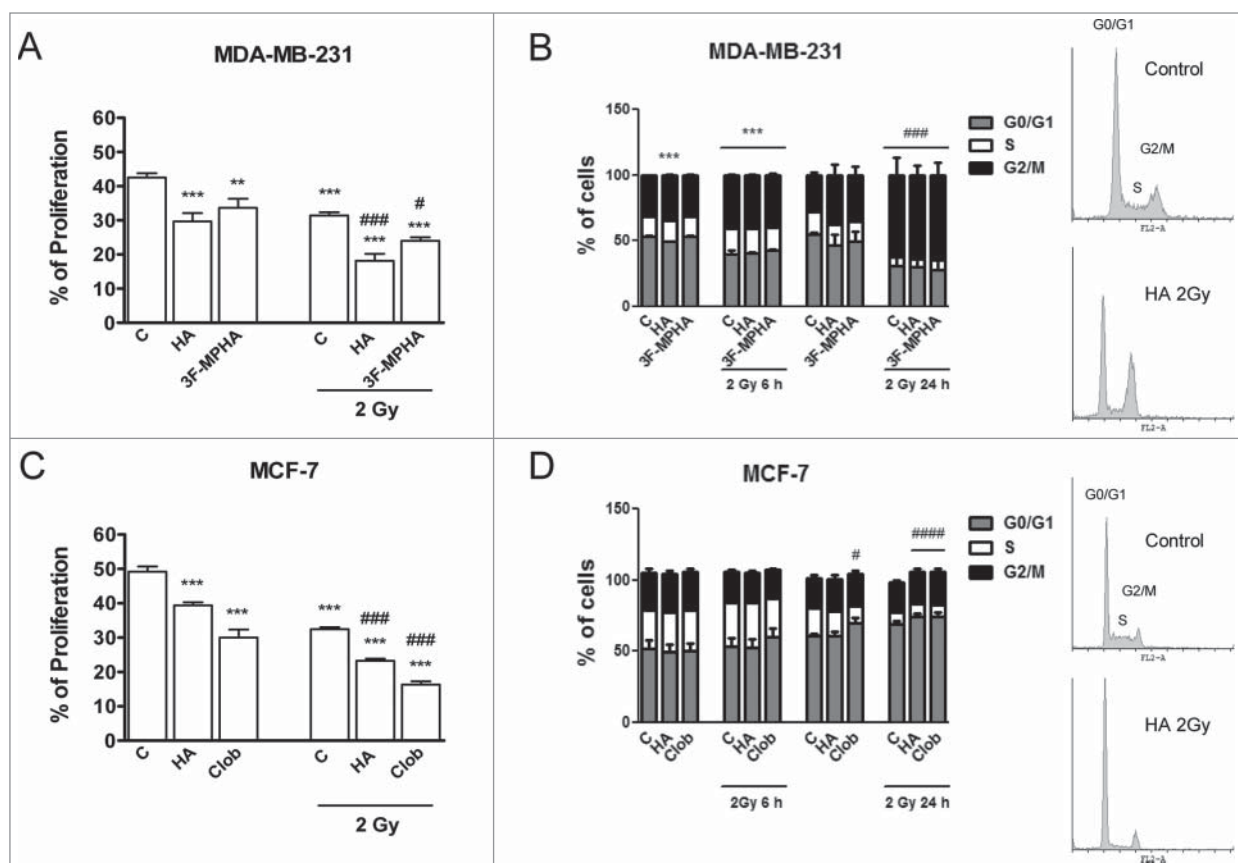 A
MDA-MB-231
% of Proliferation
60
50
40
30
20
10
0
***
**
***
###
***
#
***
C
HA
3F-MPHA
C
HA
3F-MPHA
2 Gy
B
MDA-MB-231
% of cells
150
100
50
0
***
***
###
G0/G1
S
G2/M
C
HA
3F-MPHA
C
HA
3F-MPHA
C
HA
3F-MPHA
C
HA
3F-MPHA
2 Gy 6 h
2 Gy 24 h
G0/G1
Control
G2/M
S
FL2-A
HA 2Gy
FL2-A
C
MCF-7
% of Proliferation
60
50
40
30
20
10
0
***
***
***
###
***
###
***
C
HA
Clob
C
HA
Clob
2 Gy
D
MCF-7
% of cells
150
100
50
0
#
####
G0/G1
S
G2/M
C
HA
Clob
C
HA
Clob
C
HA
Clob
C
HA
Clob
2Gy 6 h
2 Gy 24 h
G0/G1
Control
G2/M
S
FL2-A
HA 2Gy
FL2-A